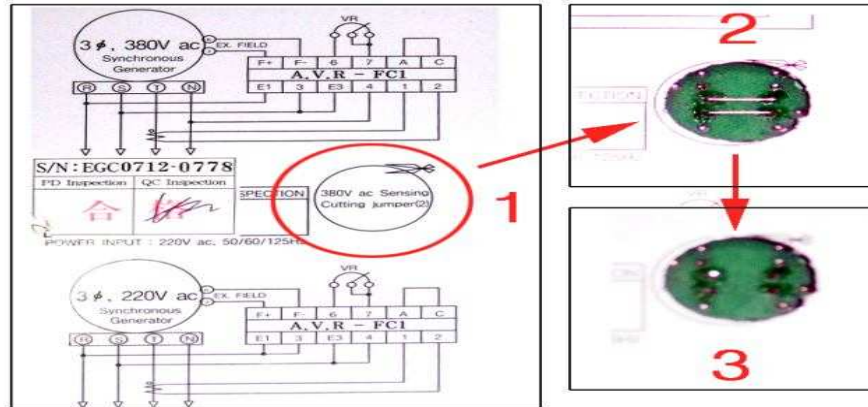 3 ϕ, 380V ac
Synchronous
Generator
R S T N
EX. FIELD
VR
F+ F- 6 7 A C
A,V,R - FC1
E1 3 E3 4 1 2
S/N:EGC0712-0778
PD Inspection QC Inspection
合
POWER INPUT : 220V ac, 50/60/125Hz
SPECTION
380V ac Sensing
Cutting jumper(2)
1
3 ϕ, 220V ac
Synchronous
Generator
R S T N
EX. FIELD
VR
F+ F- 6 7 A C
A,V,R - FC1
E1 3 E3 4 1 2
2
3